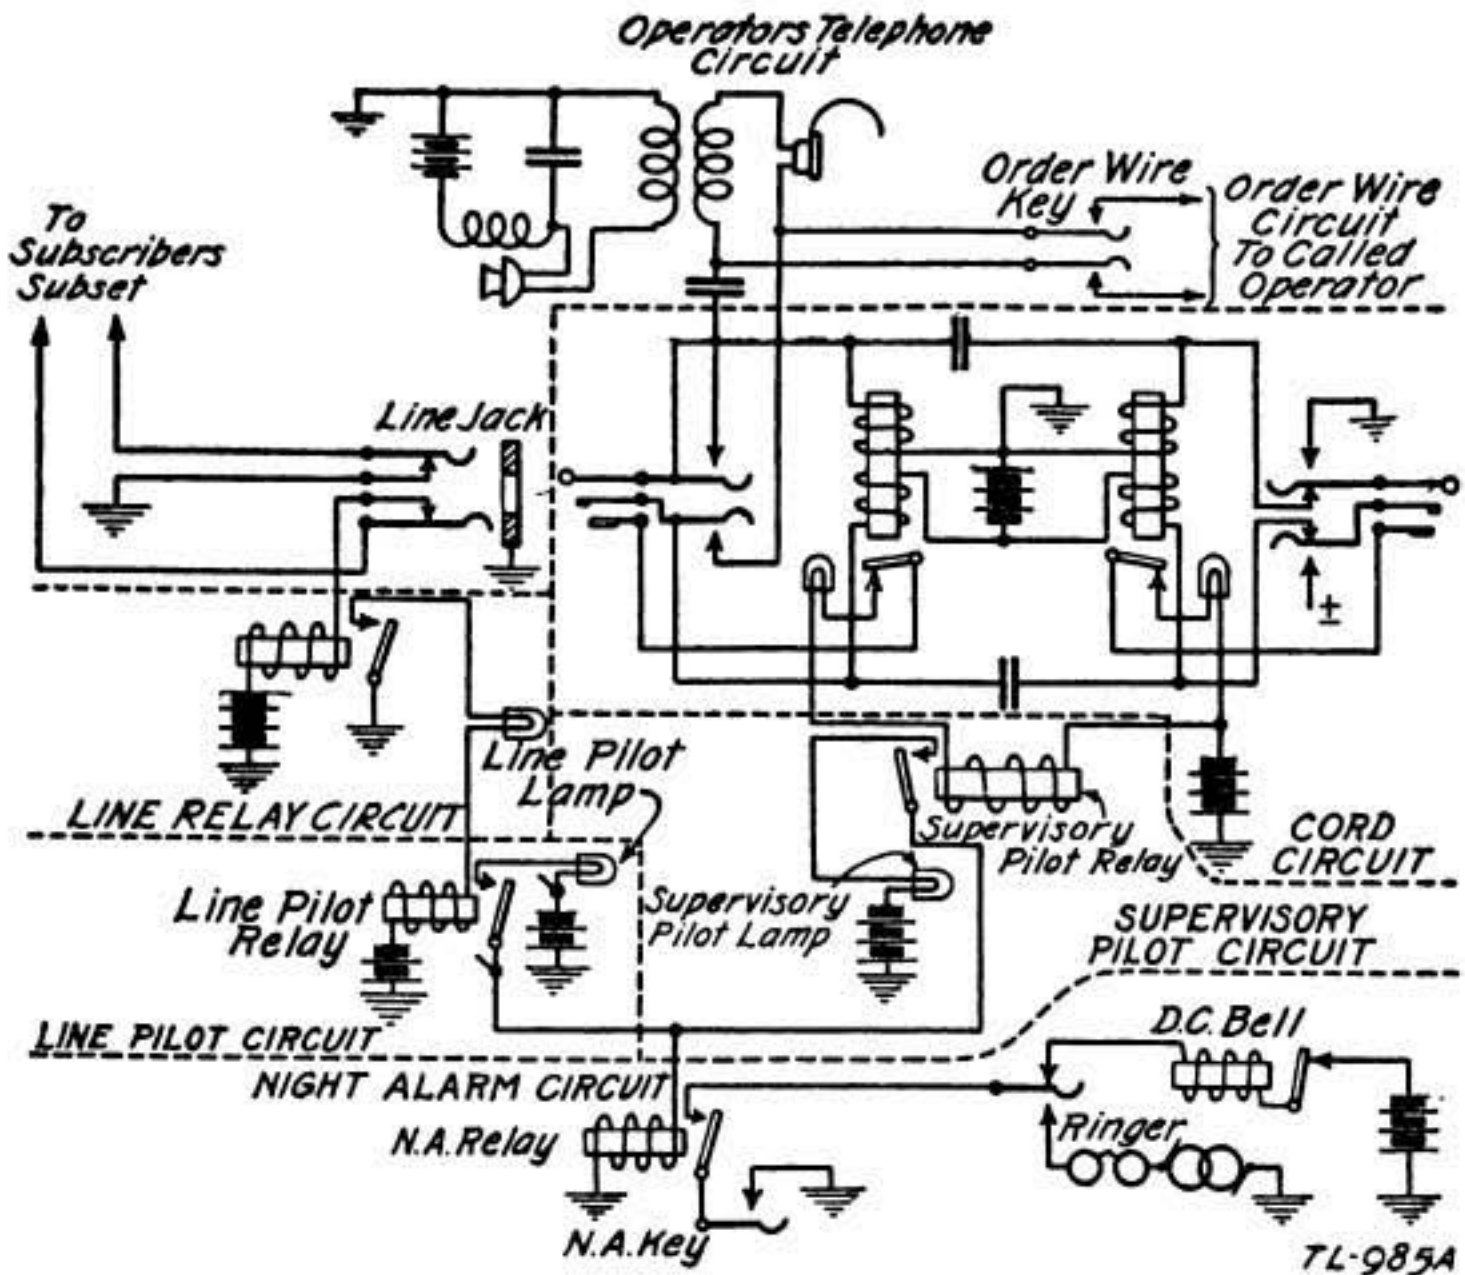 Operators Telephone
Circuit
Order Wire
Key
Order Wire
Circuit
To Called
Operator
To
Subscribers
Subset
Line Jack
±
Line Pilot
Lamp
LINE RELAY CIRCUIT
Supervisory
Pilot Relay
CORD
CIRCUIT
Line Pilot
Relay
Supervisory
Pilot Lamp
SUPERVISORY
PILOT CIRCUIT
LINE PILOT CIRCUIT
D.C. Bell
NIGHT ALARM CIRCUIT
N.A. Relay
Ringer
N.A. Key
TL-985A